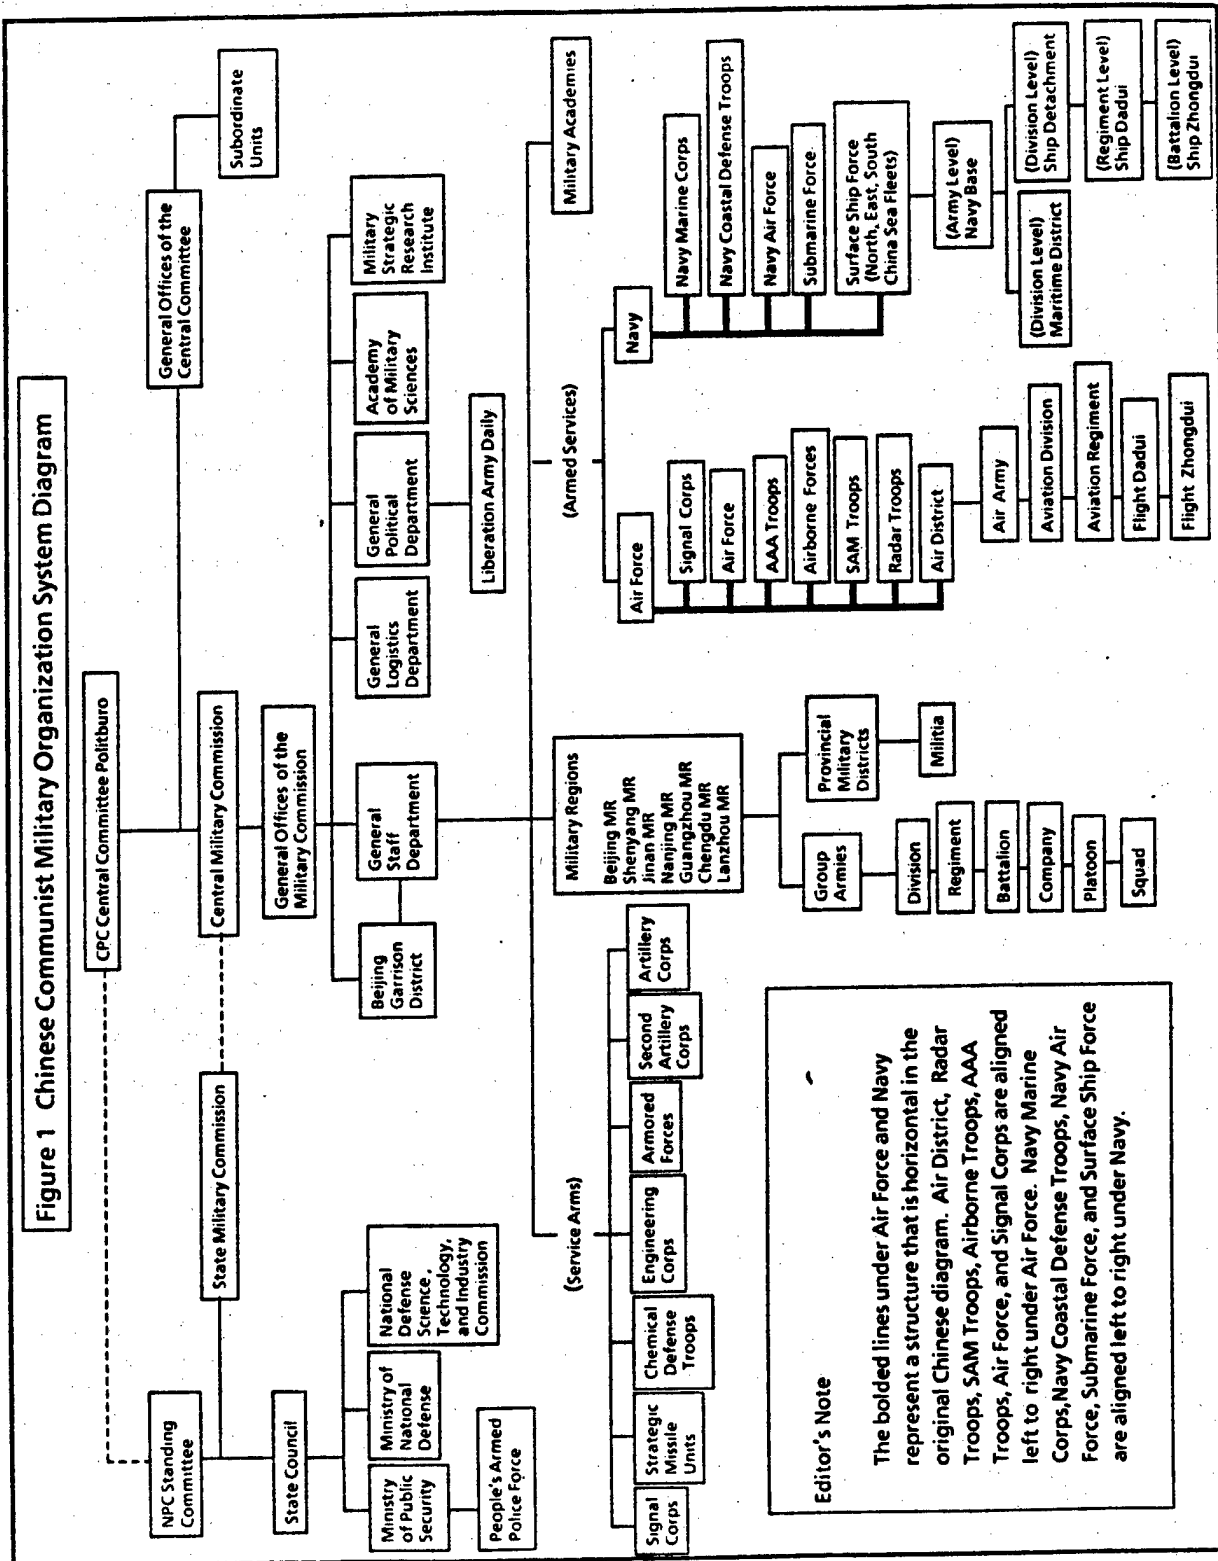 Figure 1 Chinese Communist Military Organization System Diagram
CPC Central Committee Politburo
NPC Standing
Committee
State Military Commission
Central Military Commission
General Offices of the
Central Committee
Subordinate
Units
State Council
General Offices of the
Military Commission
Ministry
of Public
Security
Ministry of
National
Defense
National
Defense
Science,
Technology,
and Industry
Commission
Beijing
Garrison
District
General
Staff
Department
General
Logistics
Department
General
Political
Department
Academy
of Military
Sciences
Military
Strategic
Research
Institute
People's Armed
Police Force
Liberation Army Daily
(Service Arms)
Military Regions
Beijing MR
Shenyang MR
Jinan MR
Nanjing MR
Guangzhou MR
Chengdu MR
Lanzhou MR
(Armed Services)
Military Academies
Signal
Corps
Strategic
Missile
Units
Chemical
Defense
Troops
Engineering
Corps
Armored
Forces
Second
Artillery
Corps
Artillery
Corps
Group
Armies
Division
Regiment
Battalion
Company
Platoon
Squad
Provincial
Military
Districts
Militia
Air Force
Signal Corps
Air Force
AAA Troops
Airborne Forces
SAM Troops
Radar Troops
Air District
Air Army
Aviation Division
Aviation Regiment
Flight Dadui
Flight Zhongdui
Navy
Navy Marine Corps
Navy Coastal Defense Troops
Navy Air Force
Submarine Force
Surface Ship Force
(North, East, South
China Sea Fleets)
(Army Level)
Navy Base
(Division Level)
Maritime District
(Division Level)
Ship Detachment
(Regiment Level)
Ship Dadui
(Battalion Level)
Ship Zhongdui
Editor's Note
The bolded lines under Air Force and Navy
represent a structure that is horizontal in the
original Chinese diagram. Air District, Radar
Troops, SAM Troops, Airborne Troops, AAA
Troops, Air Force, and Signal Corps are aligned
left to right under Air Force. Navy Marine
Corps,Navy Coastal Defense Troops, Navy Air
Force, Submarine Force, and Surface Ship Force
are aligned left to right under Navy.